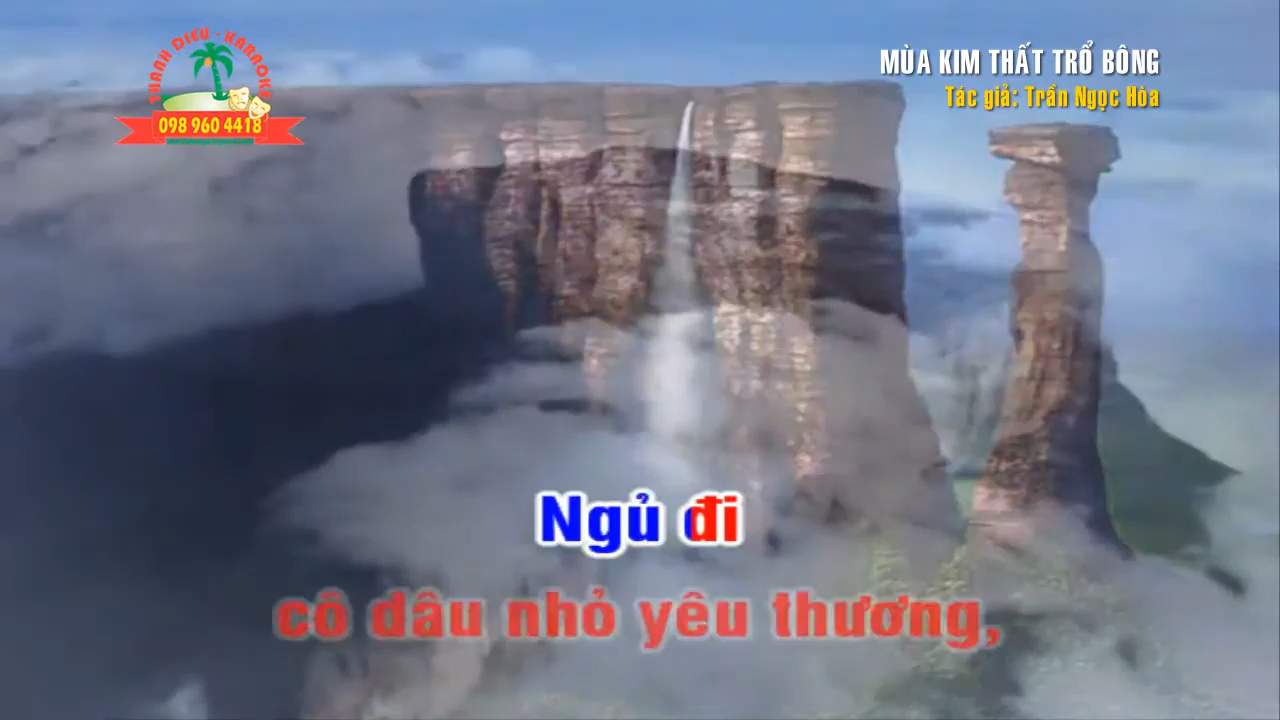 THANH DIỆU - KARAOKE
098 960 4418
MÙA KIM THẤT TRỔ BÔNG
Tác giả: Trần Ngọc Hòa
Ngủ đi
cô dâu nhỏ yêu thương,